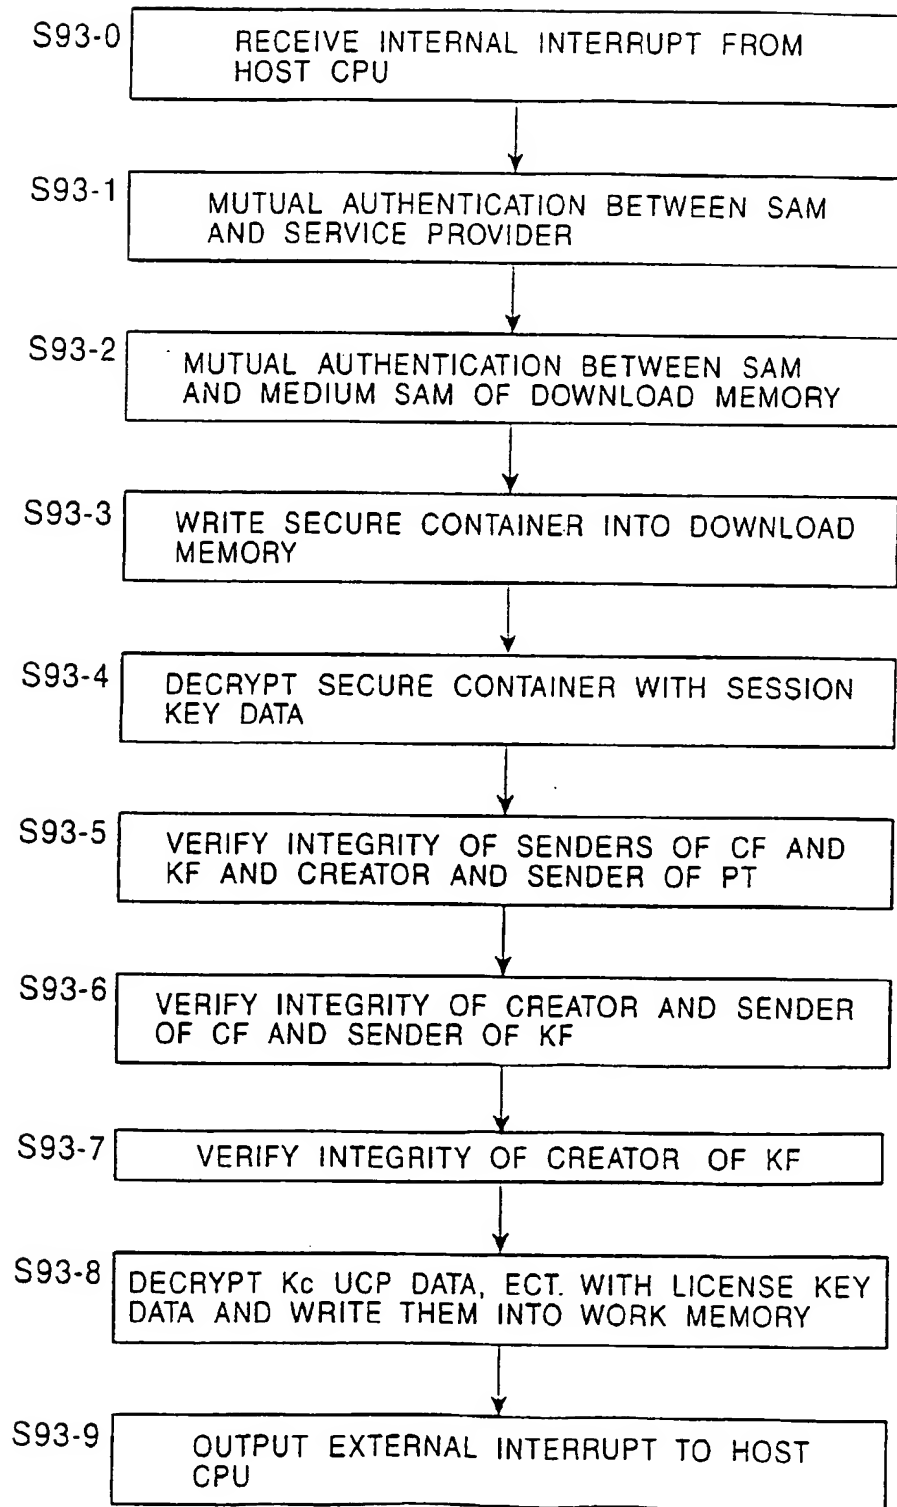 S93-0
RECEIVE INTERNAL INTERRUPT FROM
HOST CPU
S93-1
MUTUAL AUTHENTICATION BETWEEN SAM
AND SERVICE PROVIDER
S93-2
MUTUAL AUTHENTICATION BETWEEN SAM
AND MEDIUM SAM OF DOWNLOAD MEMORY
S93-3
WRITE SECURE CONTAINER INTO DOWNLOAD
MEMORY
S93-4
DECRYPT SECURE CONTAINER WITH SESSION
KEY DATA
S93-5
VERIFY INTEGRITY OF SENDERS OF CF AND
KF AND CREATOR AND SENDER OF PT
S93-6
VERIFY INTEGRITY OF CREATOR AND SENDER
OF CF AND SENDER OF KF
S93-7
VERIFY INTEGRITY OF CREATOR OF KF
S93-8
DECRYPT Kc UCP DATA, ECT. WITH LICENSE KEY
DATA AND WRITE THEM INTO WORK MEMORY
S93-9
OUTPUT EXTERNAL INTERRUPT TO HOST
CPU